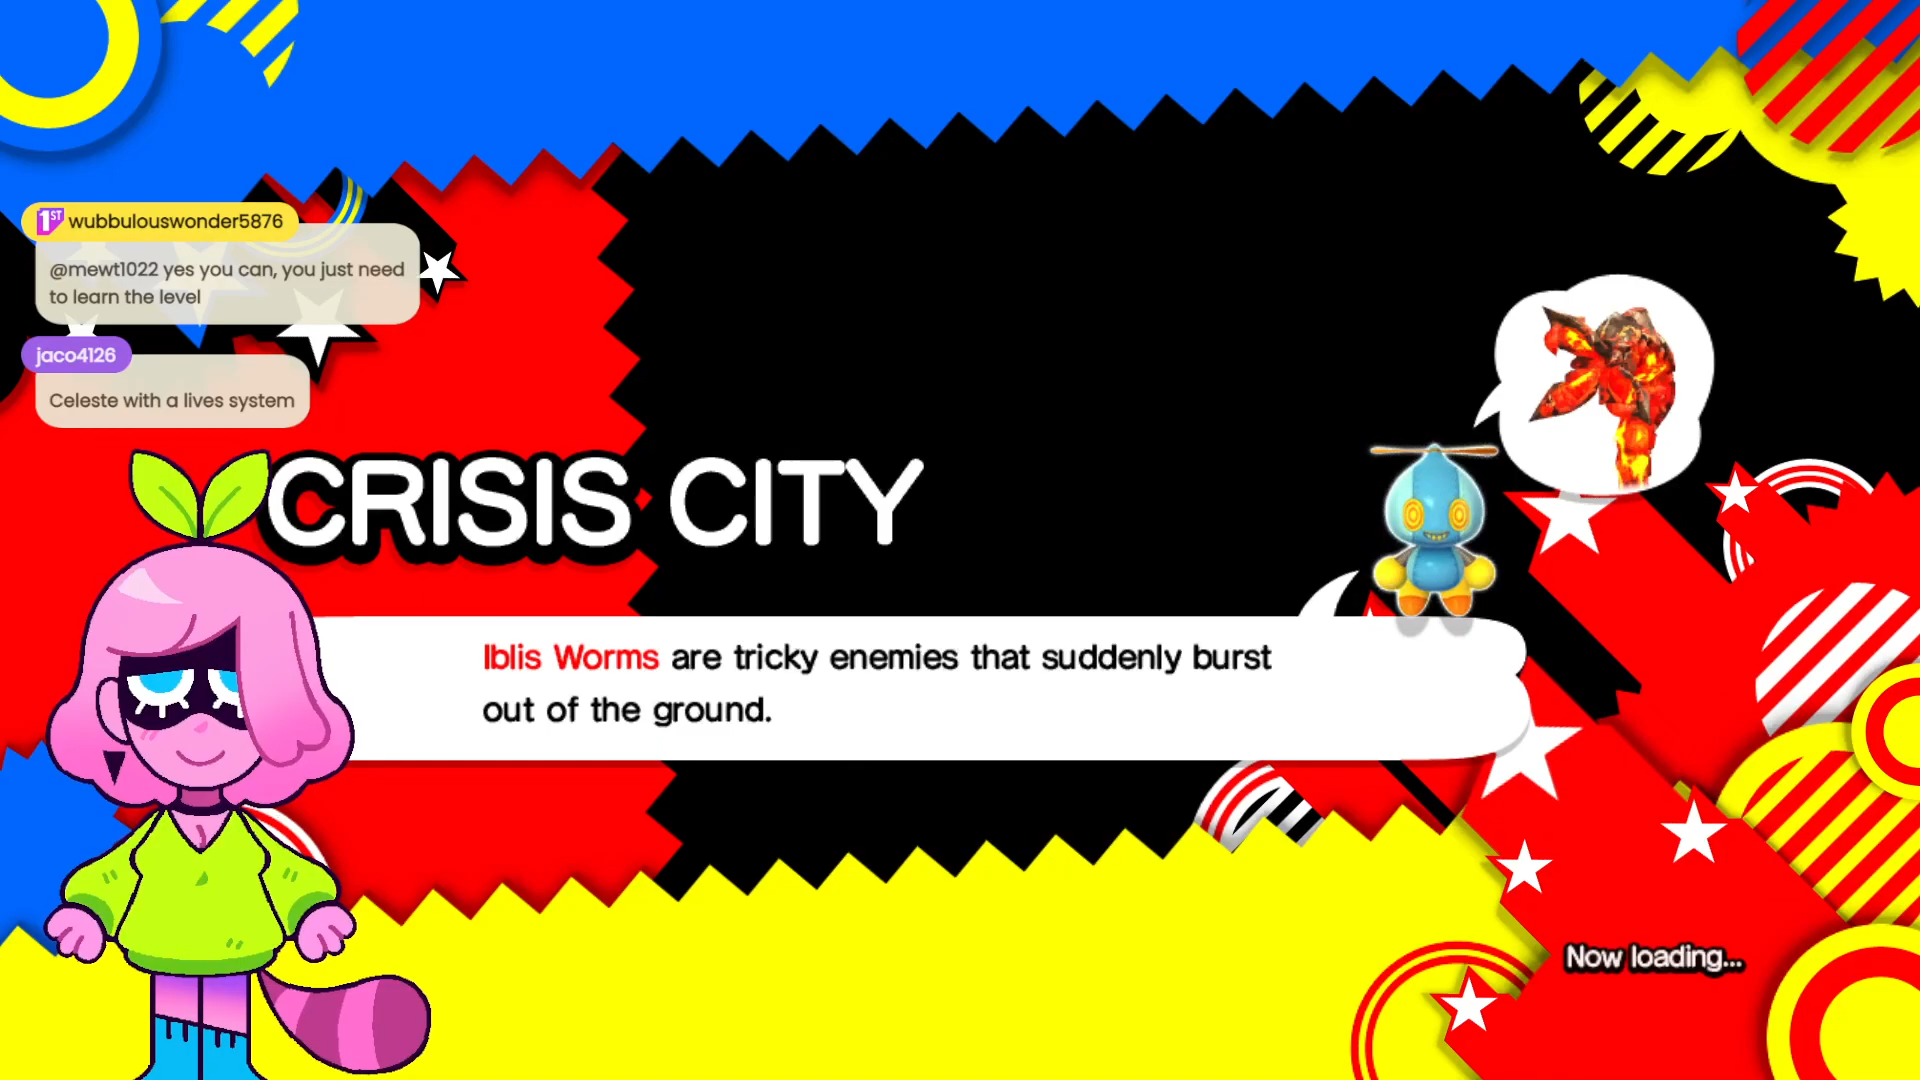 1ST wubbulouswonder5876
@mewt1022 yes you can, you just need
to learn the level
jaco4126
Celeste with a lives system
CRISIS CITY
Iblis Worms are tricky enemies that suddenly burst
out of the ground.
Now loading...